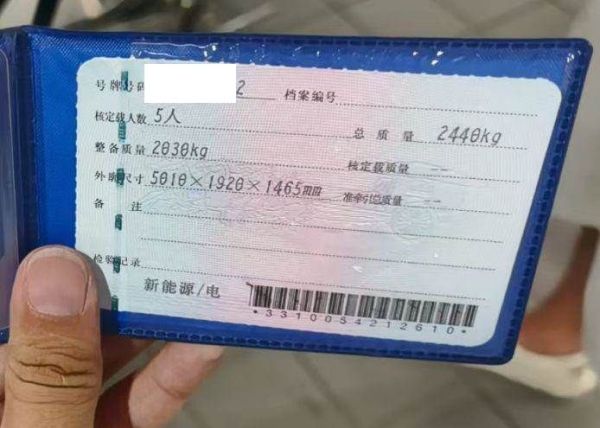 号牌号码 2 档案编号
核定载人数 5人 总质量 2440kg
整备质量 2030kg 核定载质量 --
外廓尺寸 5010×1920×1465mm 准牵引总质量 --
备注
检验记录
新能源/电
*3310054212610*